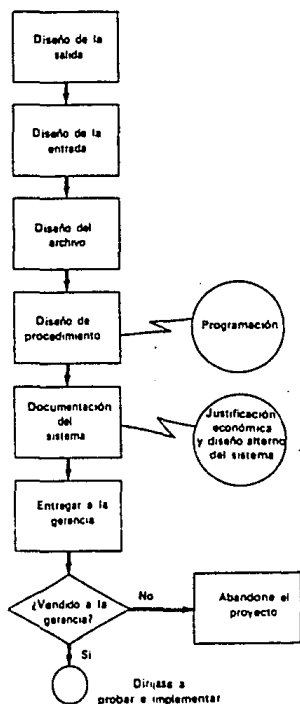 Diseño de la
salida
Diseño de la
entrada
Diseño del
archivo
Diseño de
procedimiento
Programación
Documentación
del
sistema
Justificación
económica
y diseño alterno
del sistema
Entregar a la
gerencia
¿Vendido a la
gerencia?
No
Abandone el
proyecto
Si
Diríjase a
probar e implementar